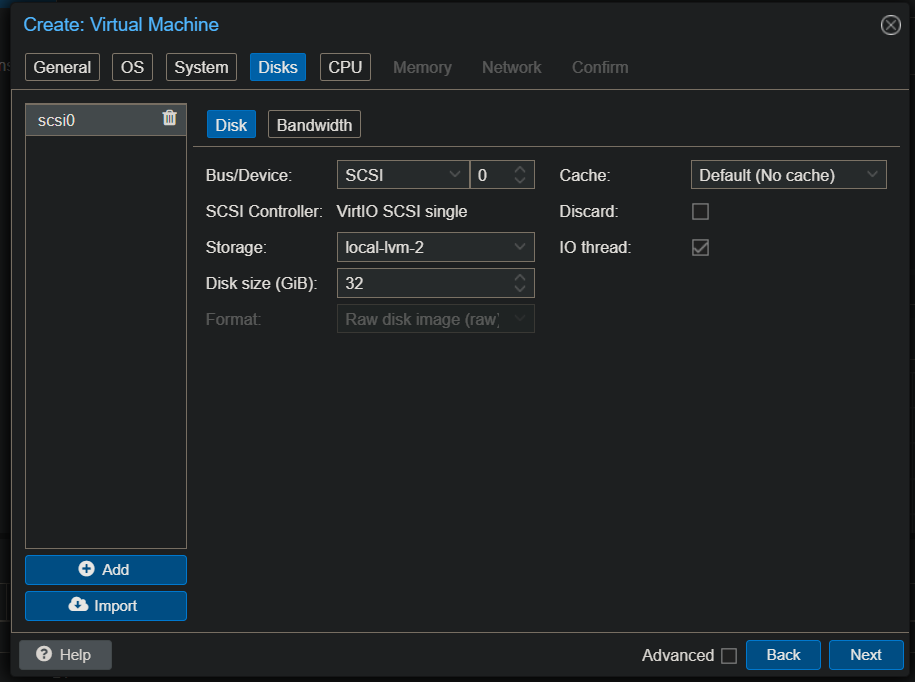 Create: Virtual Machine
General OS System Disks CPU Memory Network Confirm
scsi0
Disk Bandwidth
Bus/Device: SCSI 0 Cache: Default (No cache)
SCSI Controller: VirtIO SCSI single Discard:
Storage: local-lvm-2 IO thread:
Disk size (GiB): 32
Format: Raw disk image (raw)
Add
Import
Help Advanced Back Next